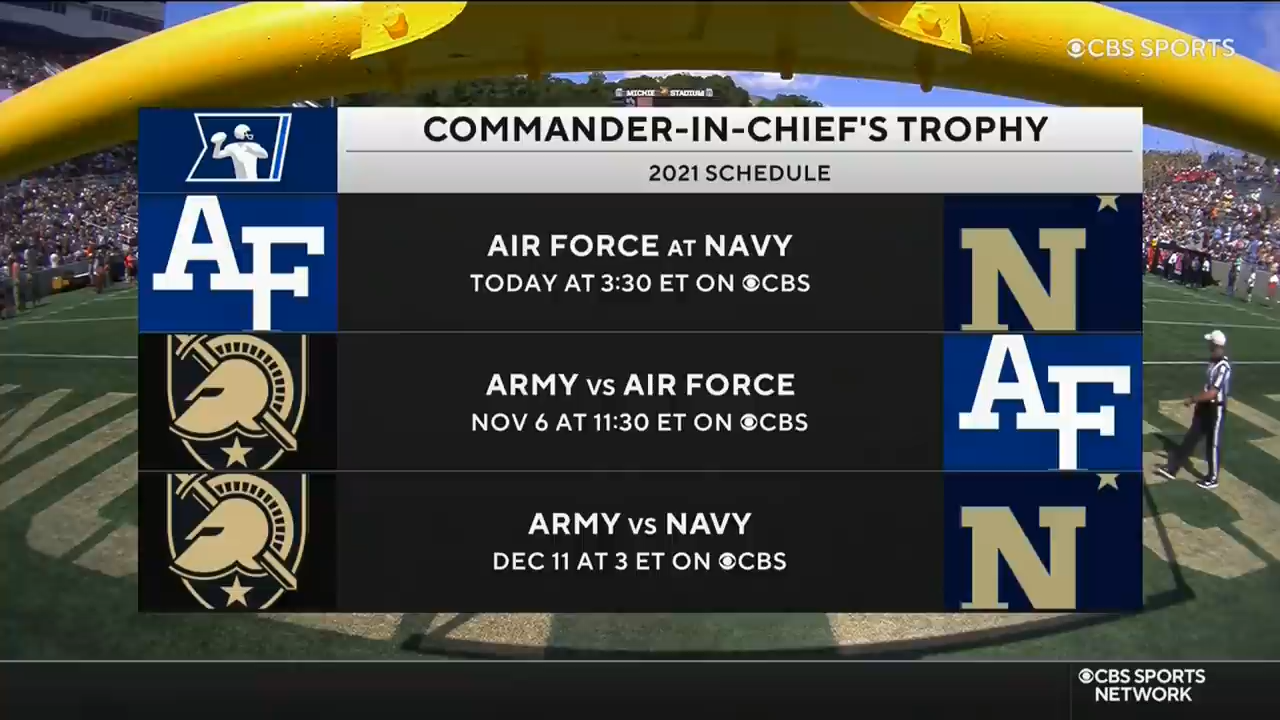 CBS SPORTS
MICHIE STADIUM
COMMANDER-IN-CHIEF'S TROPHY
2021 SCHEDULE
AF
AIR FORCE AT NAVY
TODAY AT 3:30 ET ON CBS
N
ARMY VS AIR FORCE
NOV 6 AT 11:30 ET ON CBS
AF
ARMY VS NAVY
DEC 11 AT 3 ET ON CBS
N
CBS SPORTS
NETWORK